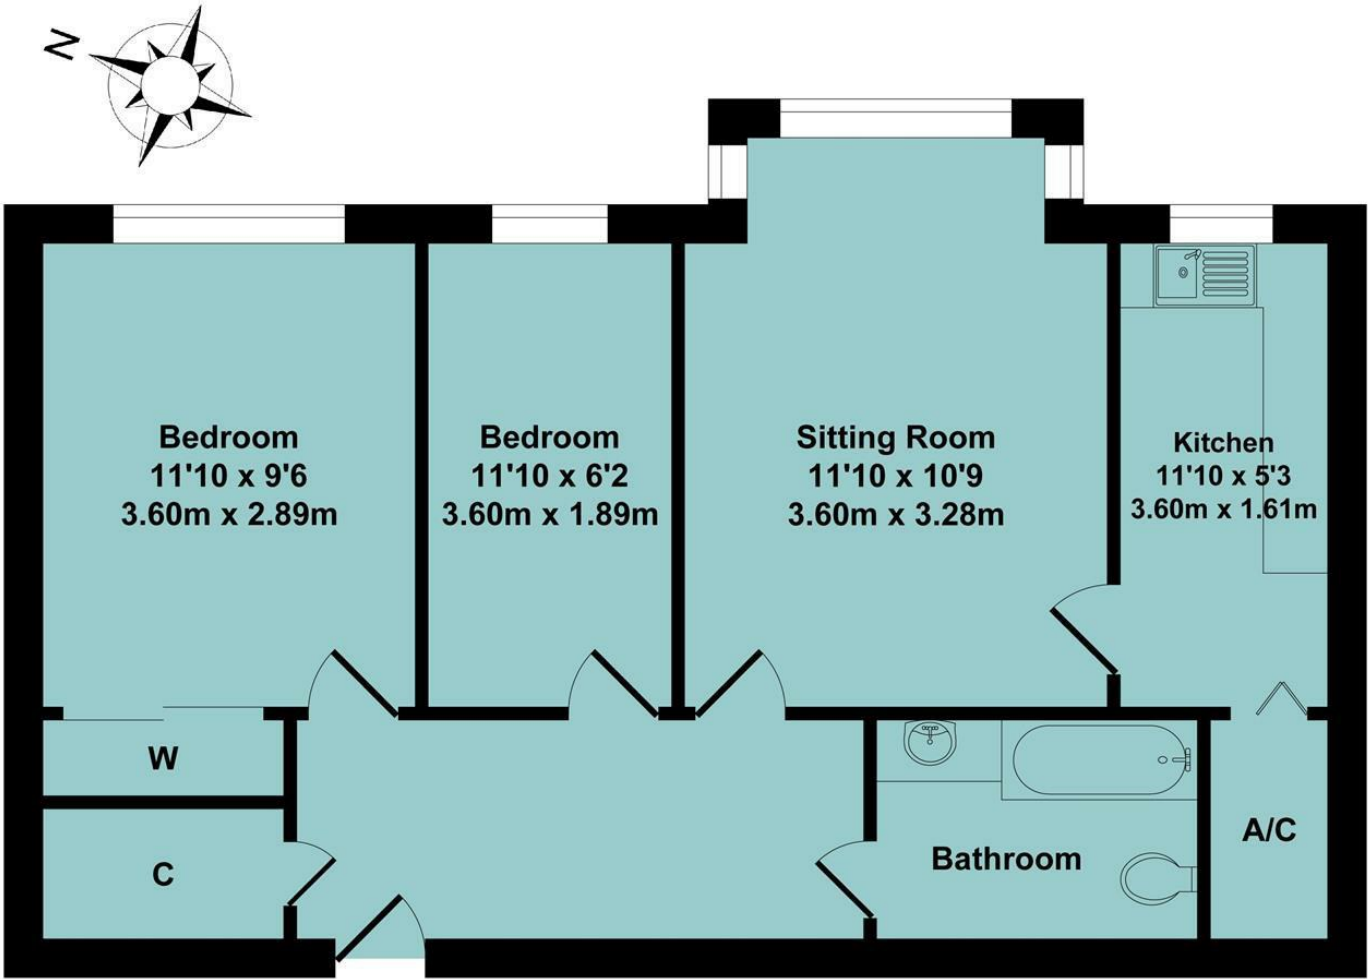 N
Bedroom
11'10 x 9'6
3.60m x 2.89m
Bedroom
11'10 x 6'2
3.60m x 1.89m
Sitting Room
11'10 x 10'9
3.60m x 3.28m
Kitchen
11'10 x 5'3
3.60m x 1.61m
W
C
Bathroom
A/C